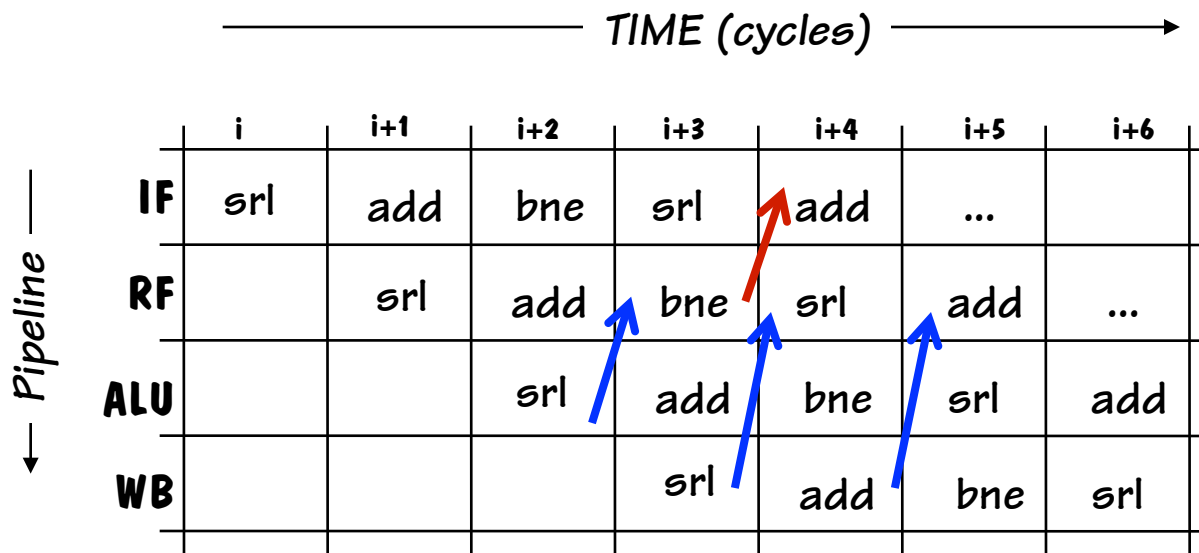 TIME (cycles)
i i+1 i+2 i+3 i+4 i+5 i+6
Pipeline
IF srl add bne srl add ...
RF srl add bne srl add ...
ALU srl add bne srl add
WB srl add bne srl